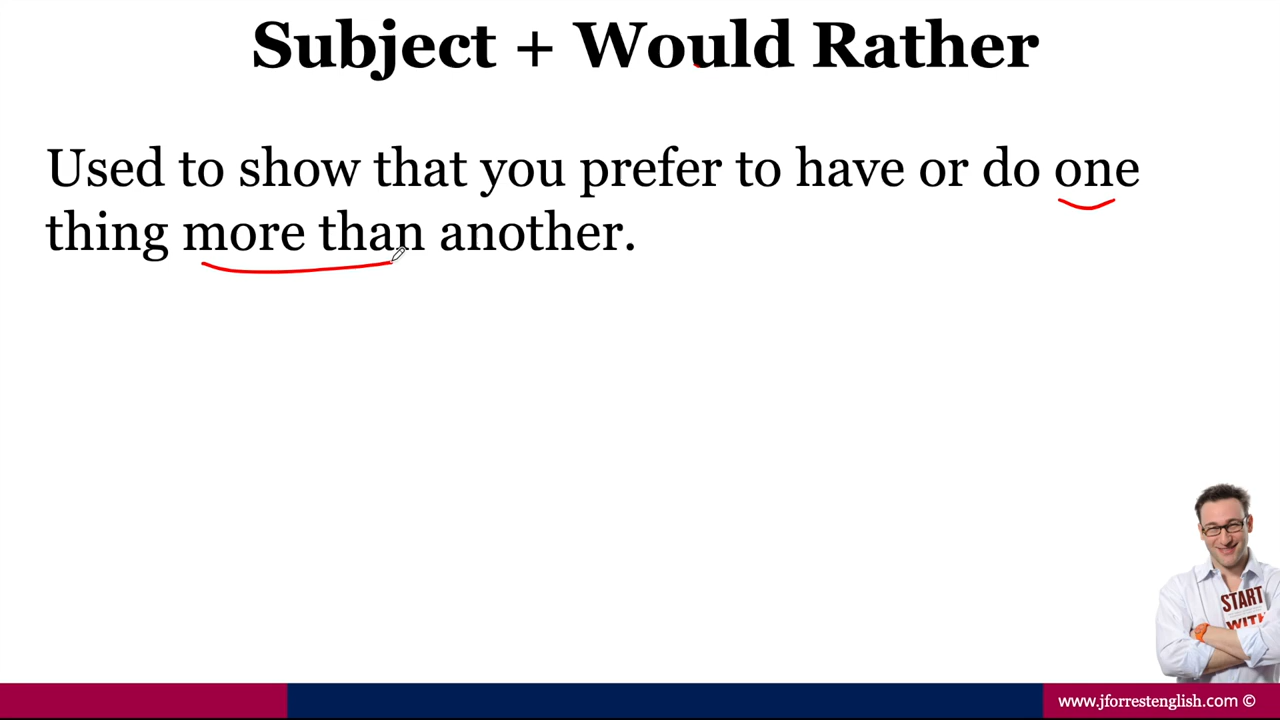 Subject + Would Rather
Used to show that you prefer to have or do one
thing more than another.
START
WITH
www.jforrestenglish.com ©